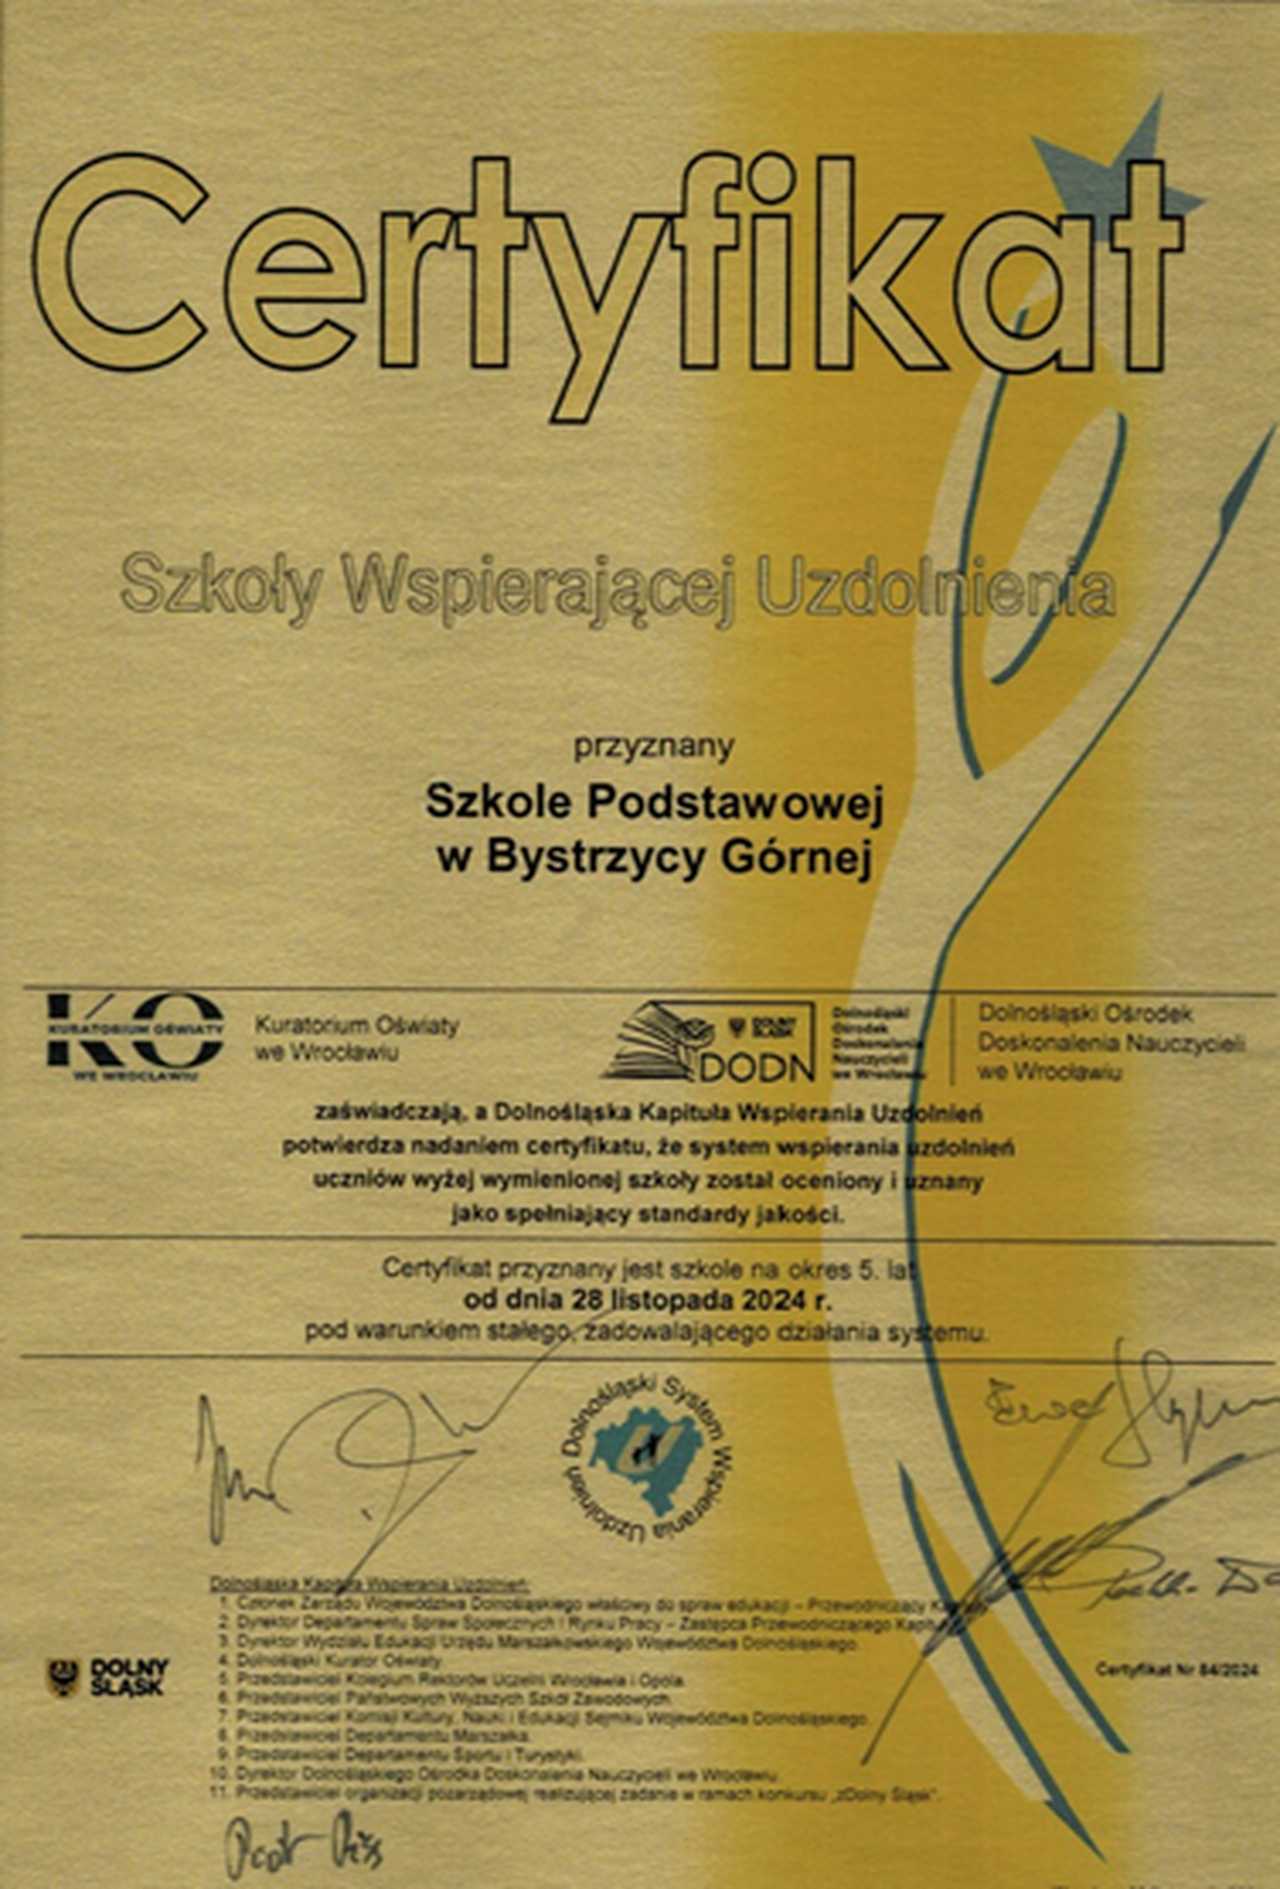 Certyfikat
Szkoły Wspierającej Uzdolnienia
przyznany
Szkole Podstawowej
w Bystrzycy Górnej
KO
KURATORIUM OŚWIATY
WE WROCŁAWIU
Kuratorium Oświaty
we Wrocławiu
DOLNY
ŚLĄSK
DODN
Dolnośląski
Ośrodek
Doskonalenia
Nauczycieli
we Wrocławiu
Dolnośląski Ośrodek
Doskonalenia Nauczycieli
we Wrocławiu
zaświadczają, a Dolnośląska Kapituła Wspierania Uzdolnień
potwierdza nadaniem certyfikatu, że system wspierania uzdolnień
uczniów wyżej wymienionej szkoły został oceniony i uznany
jako spełniający standardy jakości.
Certyfikat przyznany jest szkole na okres 5. lat
od dnia 28 listopada 2024 r.
pod warunkiem stałego, zadowalającego działania systemu.
Dolnośląski System Wspierania Uzdolnień
Ewa
Dolnośląska Kapituła Wspierania Uzdolnień:
1. Członek Zarządu Województwa Dolnośląskiego właściwy do spraw edukacji – Przewodniczący
2. Dyrektor Departamentu Spraw Społecznych i Rynku Pracy – Zastępca Przewodniczącego
3. Dyrektor Wydziału Edukacji Urzędu Marszałkowskiego Województwa Dolnośląskiego.
4. Dolnośląski Kurator Oświaty.
5. Przedstawiciel Kolegium Rektorów Uczelni Wrocławia i Opola.
6. Przedstawiciel Państwowych Wyższych Szkół Zawodowych.
7. Przedstawiciel Komisji Kultury, Nauki i Edukacji Sejmiku Województwa Dolnośląskiego.
8. Przedstawiciel Departamentu Marszałka.
9. Przedstawiciel Departamentu Sportu i Turystyki.
10. Dyrektor Dolnośląskiego Ośrodka Doskonalenia Nauczycieli we Wrocławiu
11. Przedstawiciel organizacji pozarządowej realizującej zadanie w ramach konkursu „zDolny Śląsk”.
DOLNY
ŚLĄSK
Certyfikat Nr 84/2024
Piotr